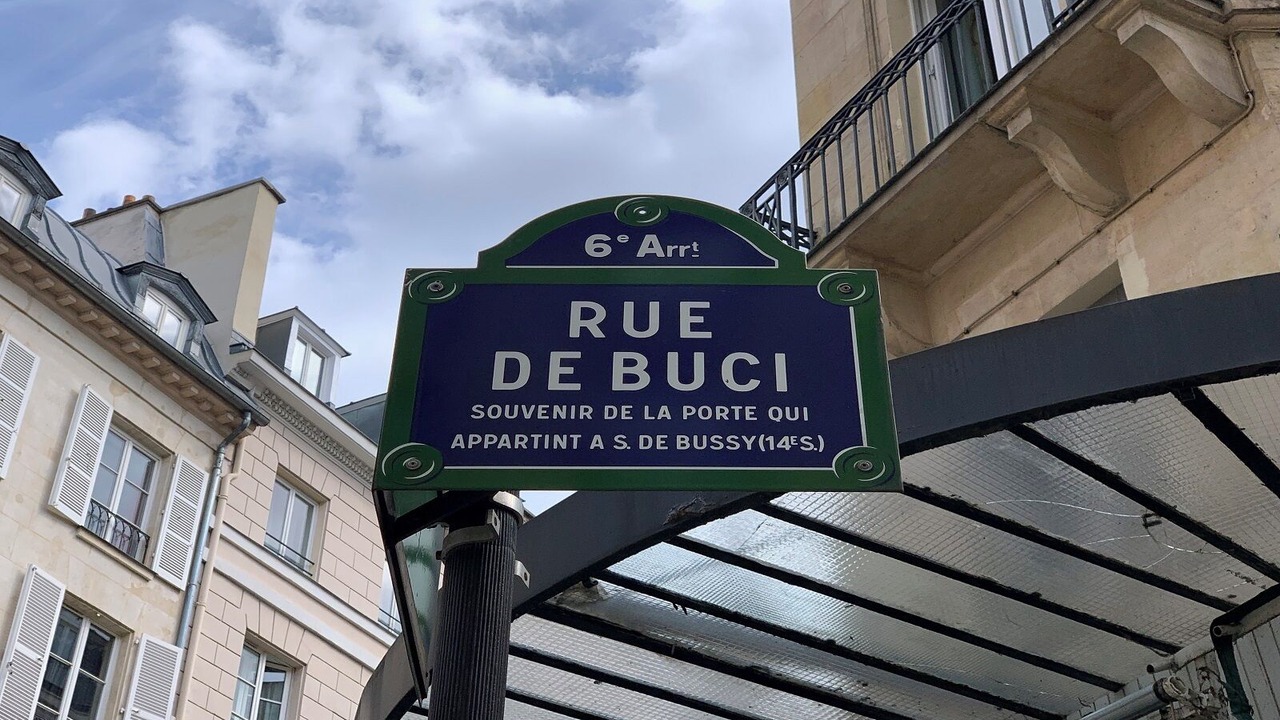 6e Arrt
RUE
DE BUCI
SOUVENIR DE LA PORTE QUI
APPARTINT A S. DE BUSSY(14ES.)